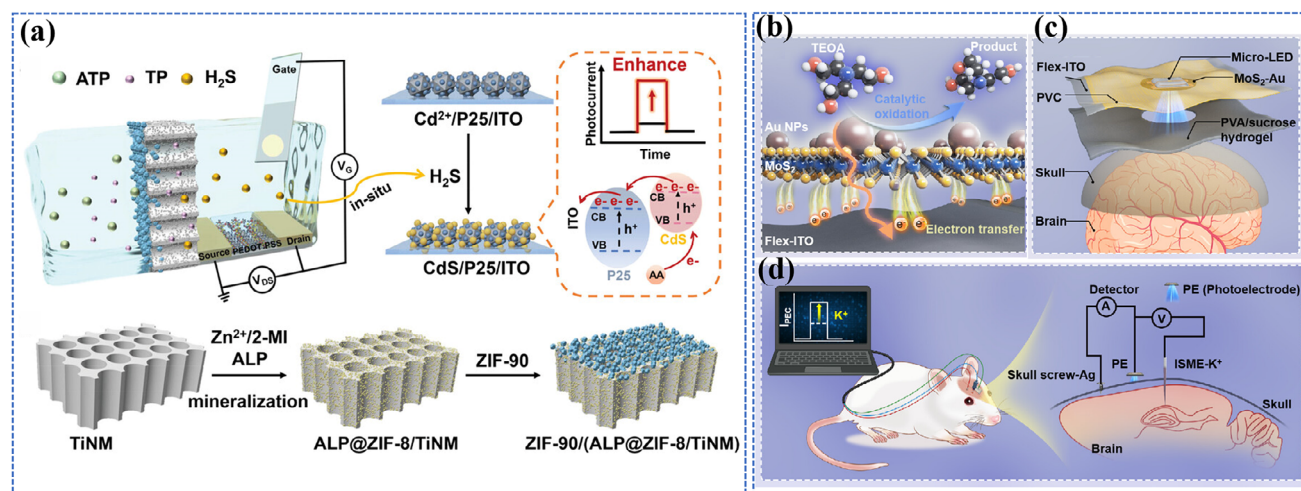 (a)
ATP
TP
H₂S
Gate
V_G
in-situ
Source
PEDOT:PSS
Drain
V_DS
Cd²⁺/P25/ITO
H₂S
CdS/P25/ITO
Enhance
Photocurrent
Time
ITO
e- e- e-
CB
h⁺
VB
P25
e- e- e-
CB
h⁺
VB
CdS
e-
AA
TiNM
Zn²⁺/2-MI
ALP
mineralization
ALP@ZIF-8/TiNM
ZIF-90
ZIF-90/(ALP@ZIF-8/TiNM)
(b)
TEOA
Product
Catalytic
oxidation
Au NPs
MoS₂
e⁻ e⁻ e⁻ e⁻
Electron transfer
Flex-ITO
(c)
Flex-ITO
PVC
Skull
Brain
Micro-LED
MoS₂-Au
PVA/sucrose
hydrogel
(d)
I_PEC
K⁺
Detector
A
PE (Photoelectrode)
V
Skull screw-Ag
PE
ISME-K⁺
Skull
Brain